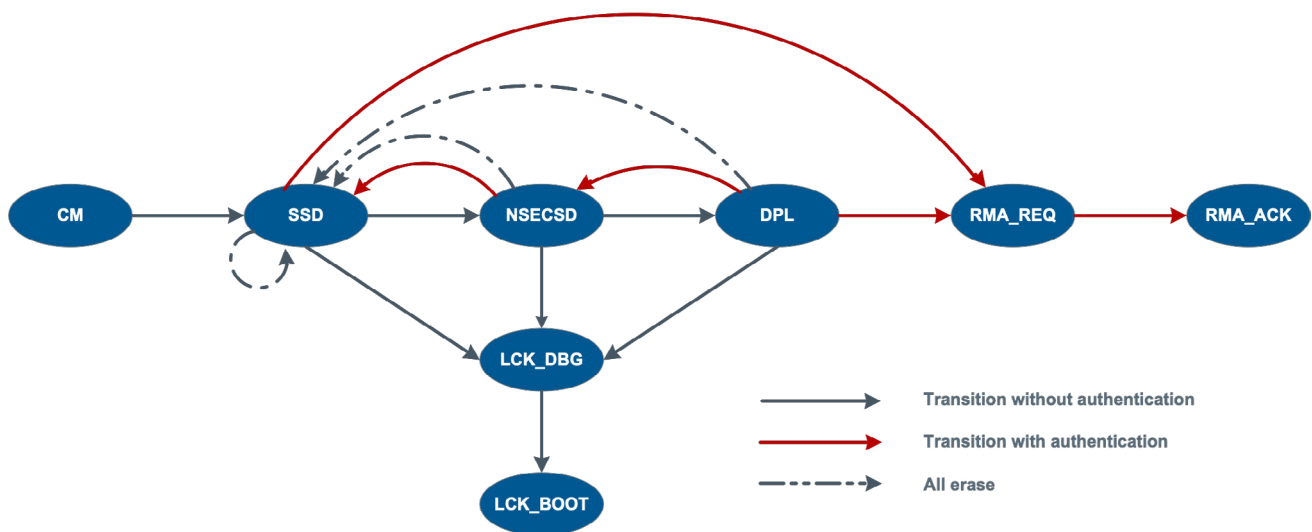 CM
SSD
NSECSD
DPL
RMA_REQ
RMA_ACK
LCK_DBG
LCK_BOOT
Transition without authentication
Transition with authentication
All erase